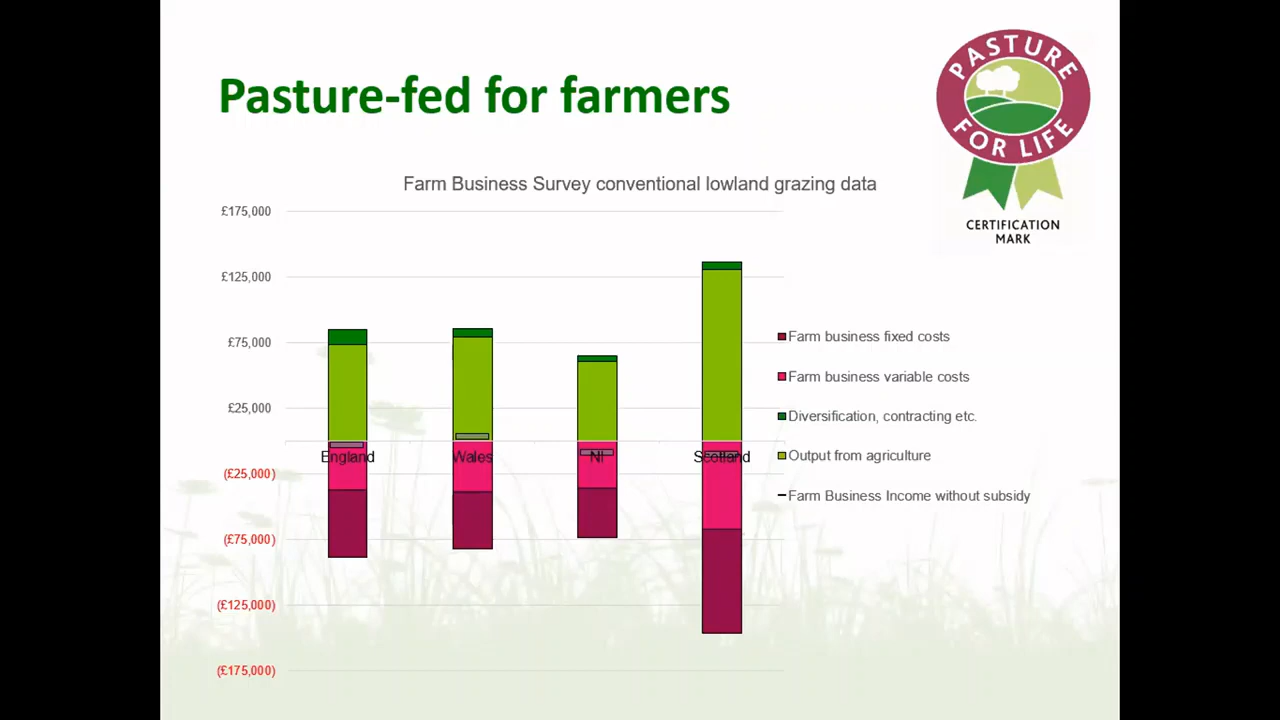 Pasture-fed for farmers
PASTURE
FOR LIFE
CERTIFICATION
MARK
Farm Business Survey conventional lowland grazing data
£175,000
£125,000
£75,000
£25,000
(£25,000)
(£75,000)
(£125,000)
(£175,000)
England
Wales
NI
Scotland
Farm business fixed costs
Farm business variable costs
Diversification, contracting etc.
Output from agriculture
Farm Business Income without subsidy